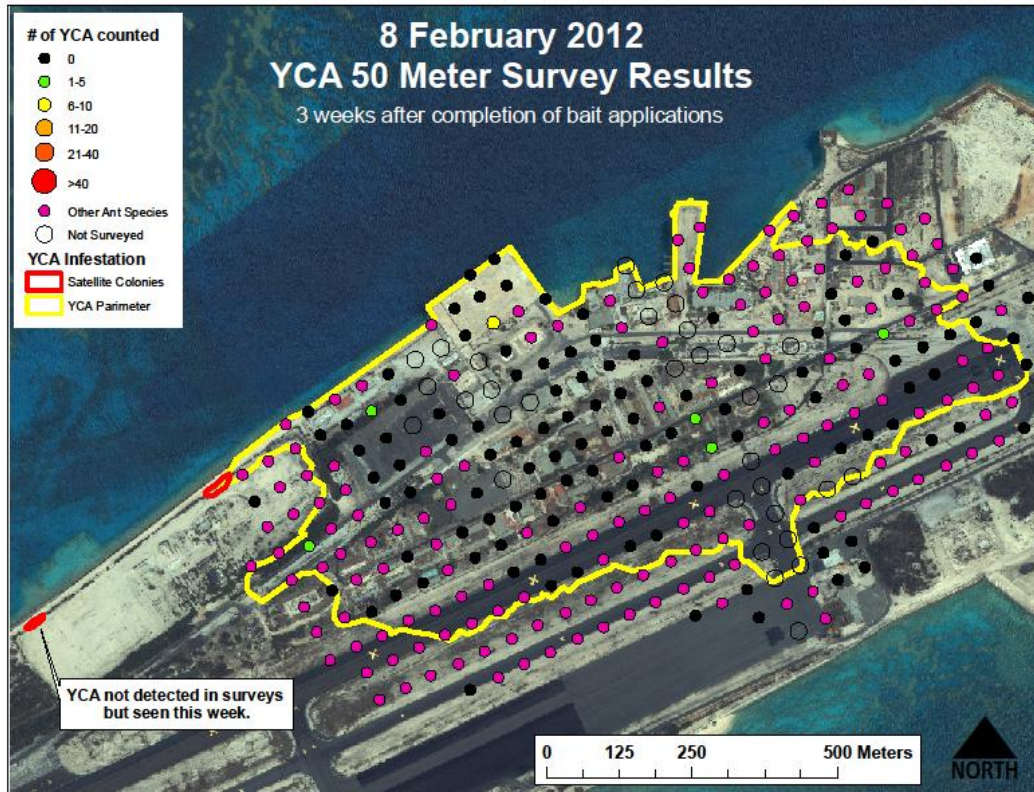 8 February 2012
YCA 50 Meter Survey Results
3 weeks after completion of bait applications
# of YCA counted
0
1-5
6-10
11-20
21-40
>40
Other Ant Species
Not Surveyed
YCA Infestation
Satellite Colonies
YCA Parimeter
YCA not detected in surveys
but seen this week.
0 125 250 500 Meters
NORTH